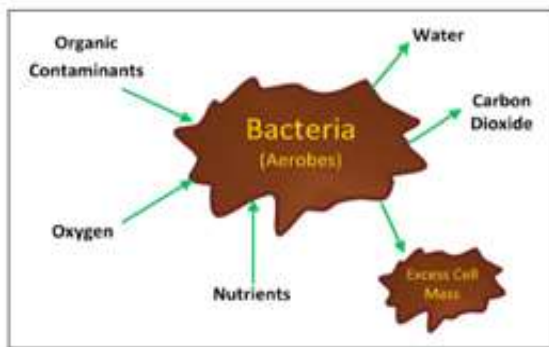 Organic
Contaminants
Water
Carbon
Dioxide
Bacteria
(Aerobes)
Oxygen
Nutrients
Excess Cell
Mass